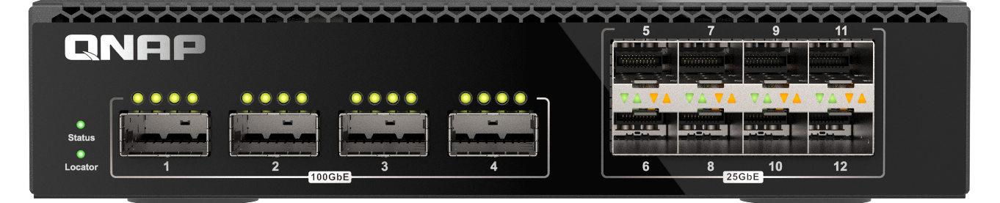 QNAP
Status
Locator
1 2 3 4
100GbE
5 7 9 11
6 8 10 12
25GbE